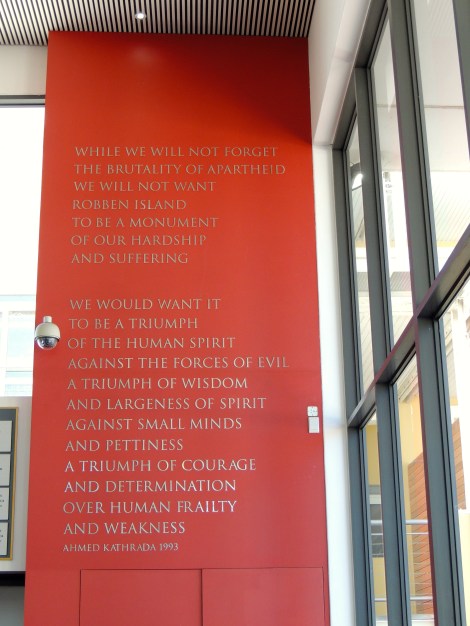 WHILE WE WILL NOT FORGET
THE BRUTALITY OF APARTHEID
WE WILL NOT WANT
ROBBEN ISLAND
TO BE A MONUMENT
OF OUR HARDSHIP
AND SUFFERING
WE WOULD WANT IT
TO BE A TRIUMPH
OF THE HUMAN SPIRIT
AGAINST THE FORCES OF EVIL
A TRIUMPH OF WISDOM
AND LARGENESS OF SPIRIT
AGAINST SMALL MINDS
AND PETTINESS
A TRIUMPH OF COURAGE
AND DETERMINATION
OVER HUMAN FRAILTY
AND WEAKNESS
AHMED KATHRADA 1993